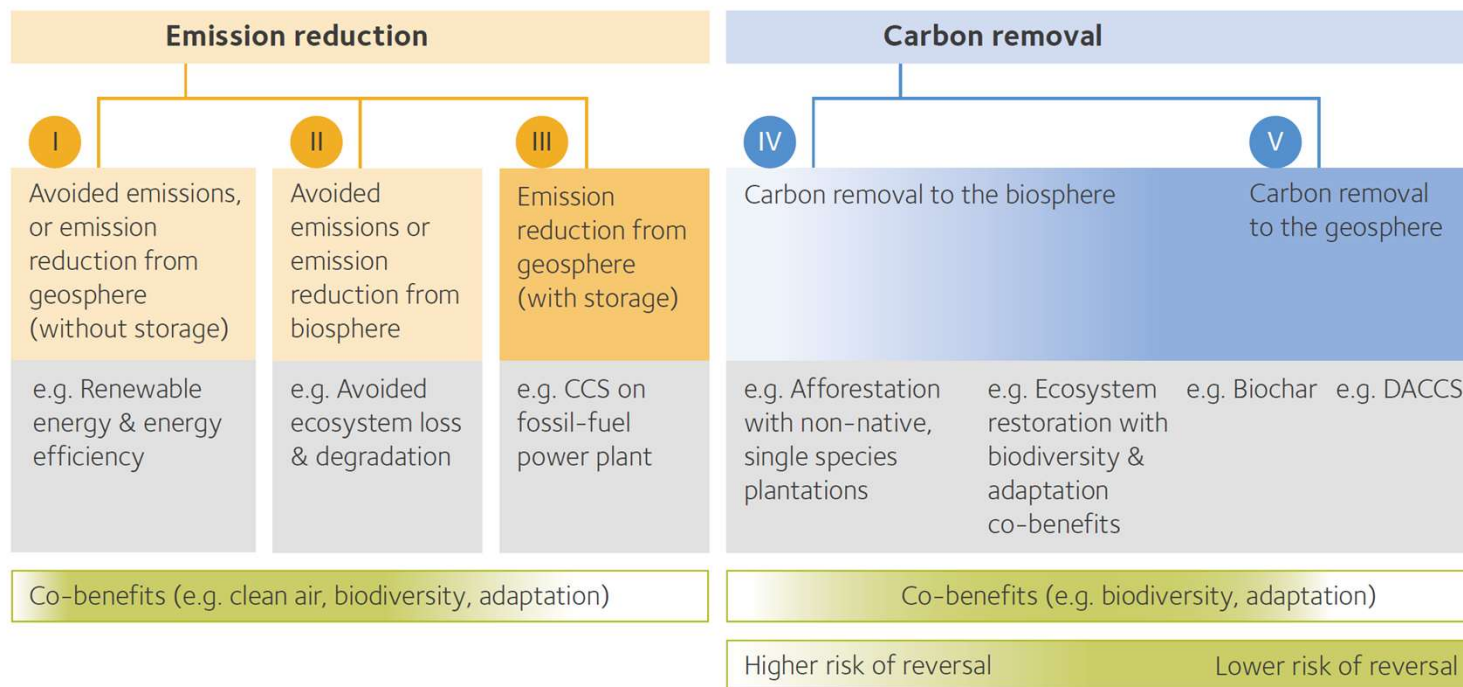 Emission reduction
I
II
III
Avoided emissions,
or emission
reduction from
geosphere
(without storage)
Avoided
emissions or
emission
reduction from
biosphere
Emission
reduction from
geosphere
(with storage)
e.g. Renewable
energy & energy
efficiency
e.g. Avoided
ecosystem loss
& degradation
e.g. CCS on
fossil-fuel
power plant
Co-benefits (e.g. clean air, biodiversity, adaptation)
Carbon removal
IV
V
Carbon removal to the biosphere
Carbon removal
to the geosphere
e.g. Afforestation
with non-native,
single species
plantations
e.g. Ecosystem
restoration with
biodiversity &
adaptation
co-benefits
e.g. Biochar
e.g. DACCS
Co-benefits (e.g. biodiversity, adaptation)
Higher risk of reversal
Lower risk of reversal